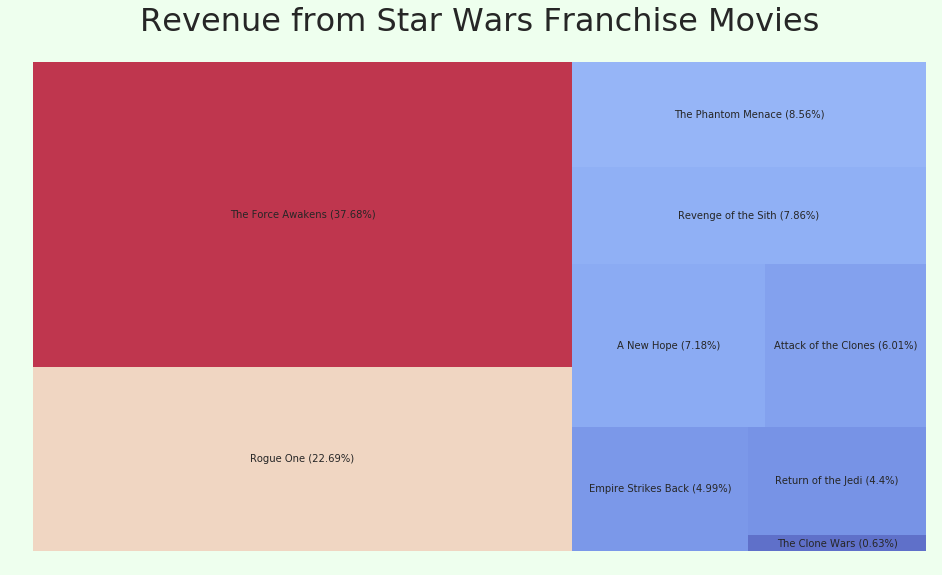 Revenue from Star Wars Franchise Movies
The Force Awakens (37.68%)
Rogue One (22.69%)
The Phantom Menace (8.56%)
Revenge of the Sith (7.86%)
A New Hope (7.18%)
Attack of the Clones (6.01%)
Empire Strikes Back (4.99%)
Return of the Jedi (4.4%)
The Clone Wars (0.63%)